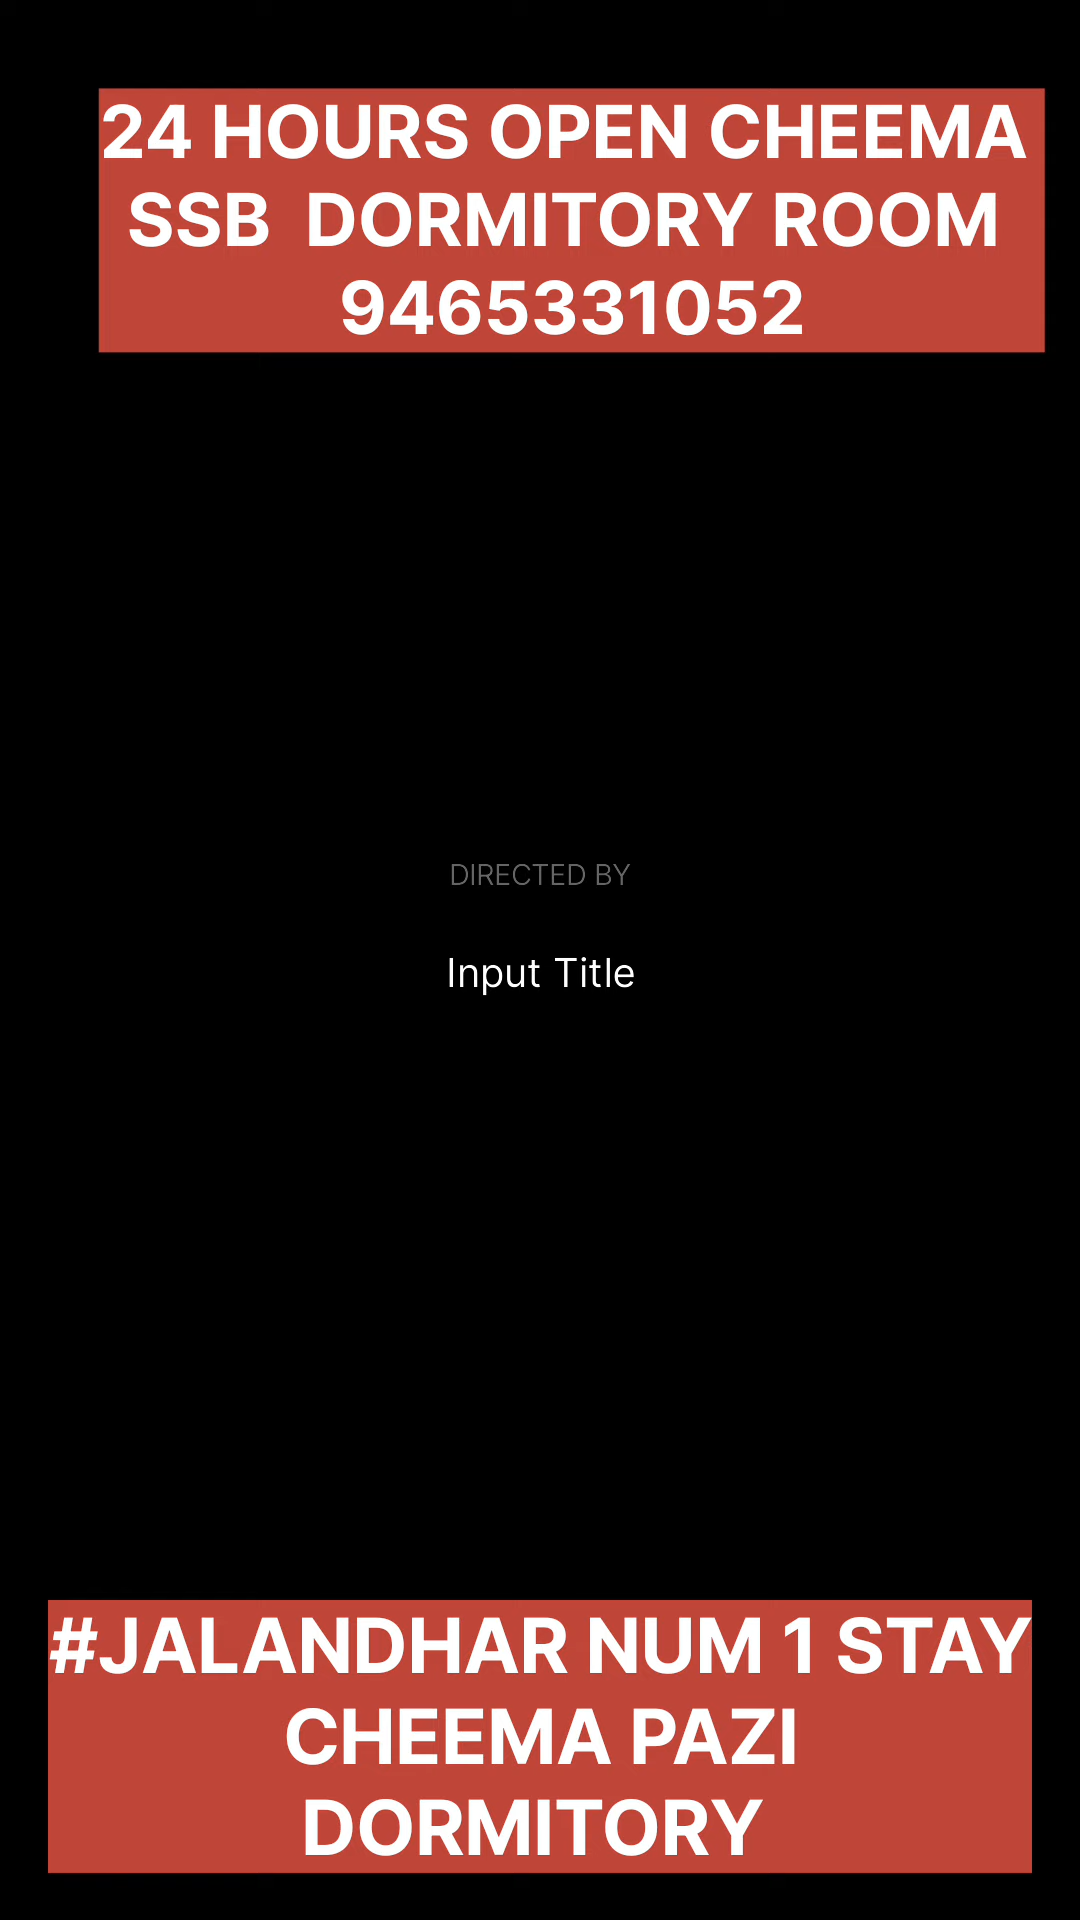 24 HOURS OPEN CHEEMA
SSB DORMITORY ROOM
9465331052
DIRECTED BY
Input Title
#JALANDHAR NUM 1 STAY
CHEEMA PAZI
DORMITORY